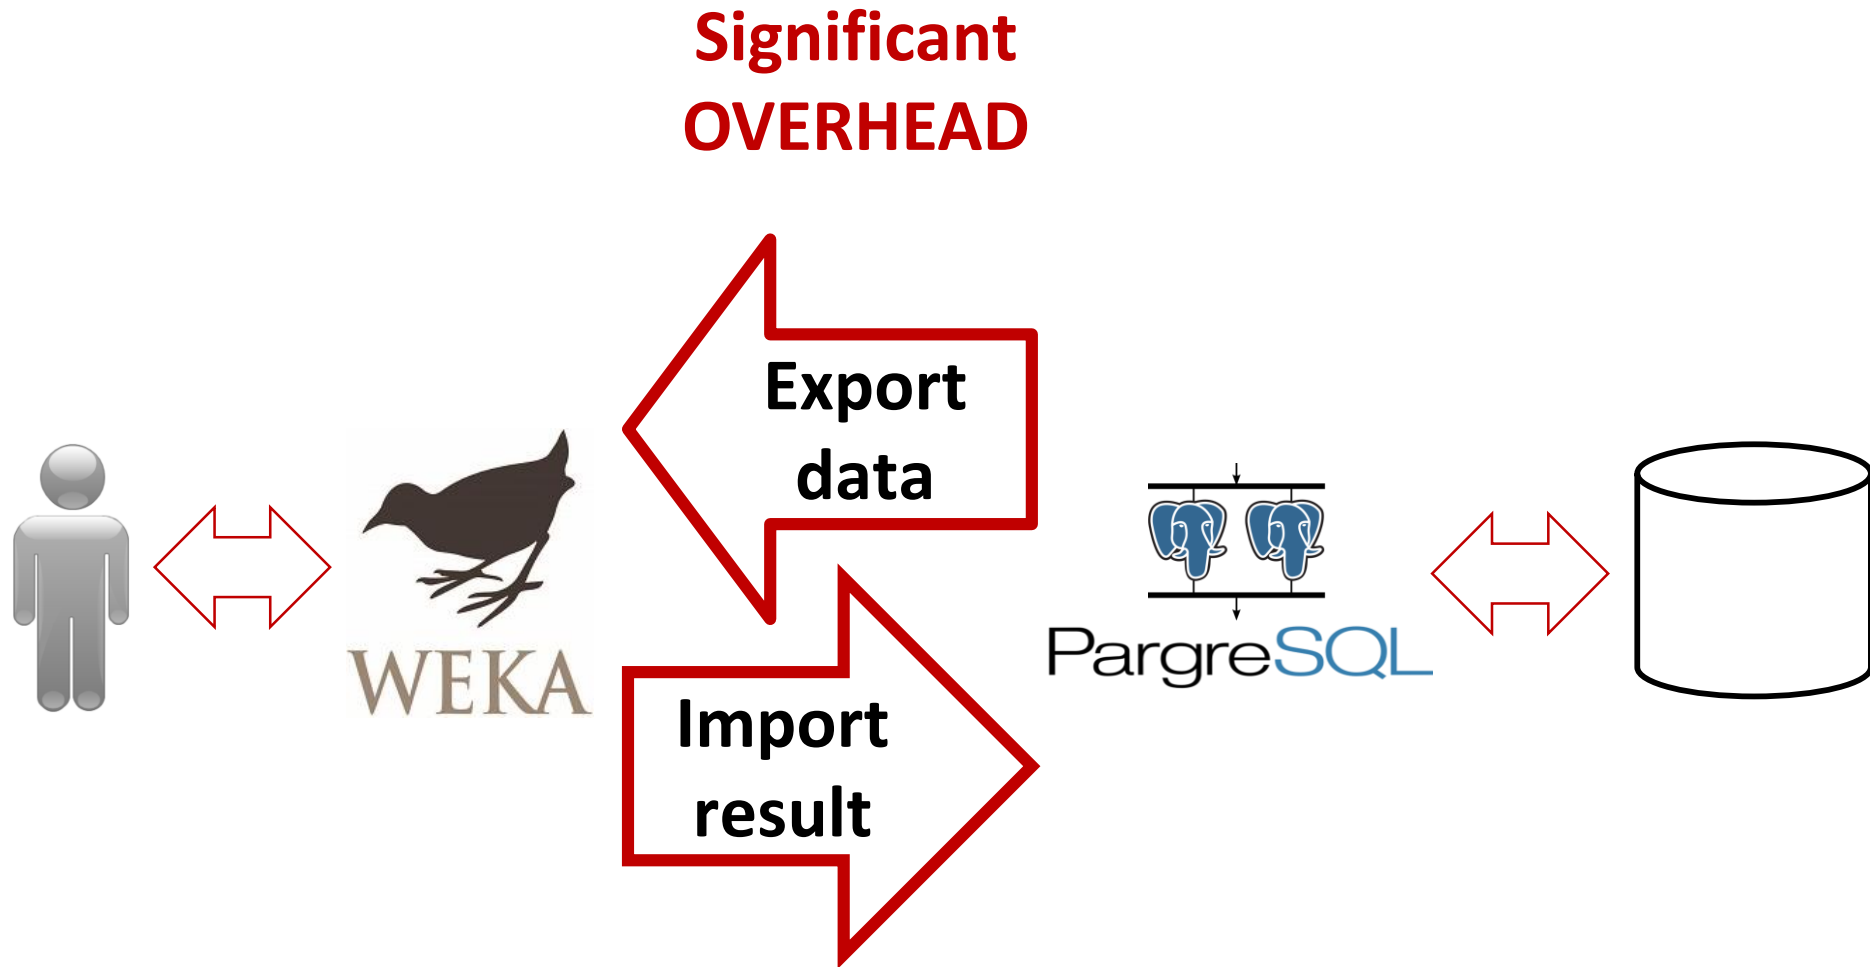 Significant
OVERHEAD
Export
data
WEKA
PargreSQL
Import
result